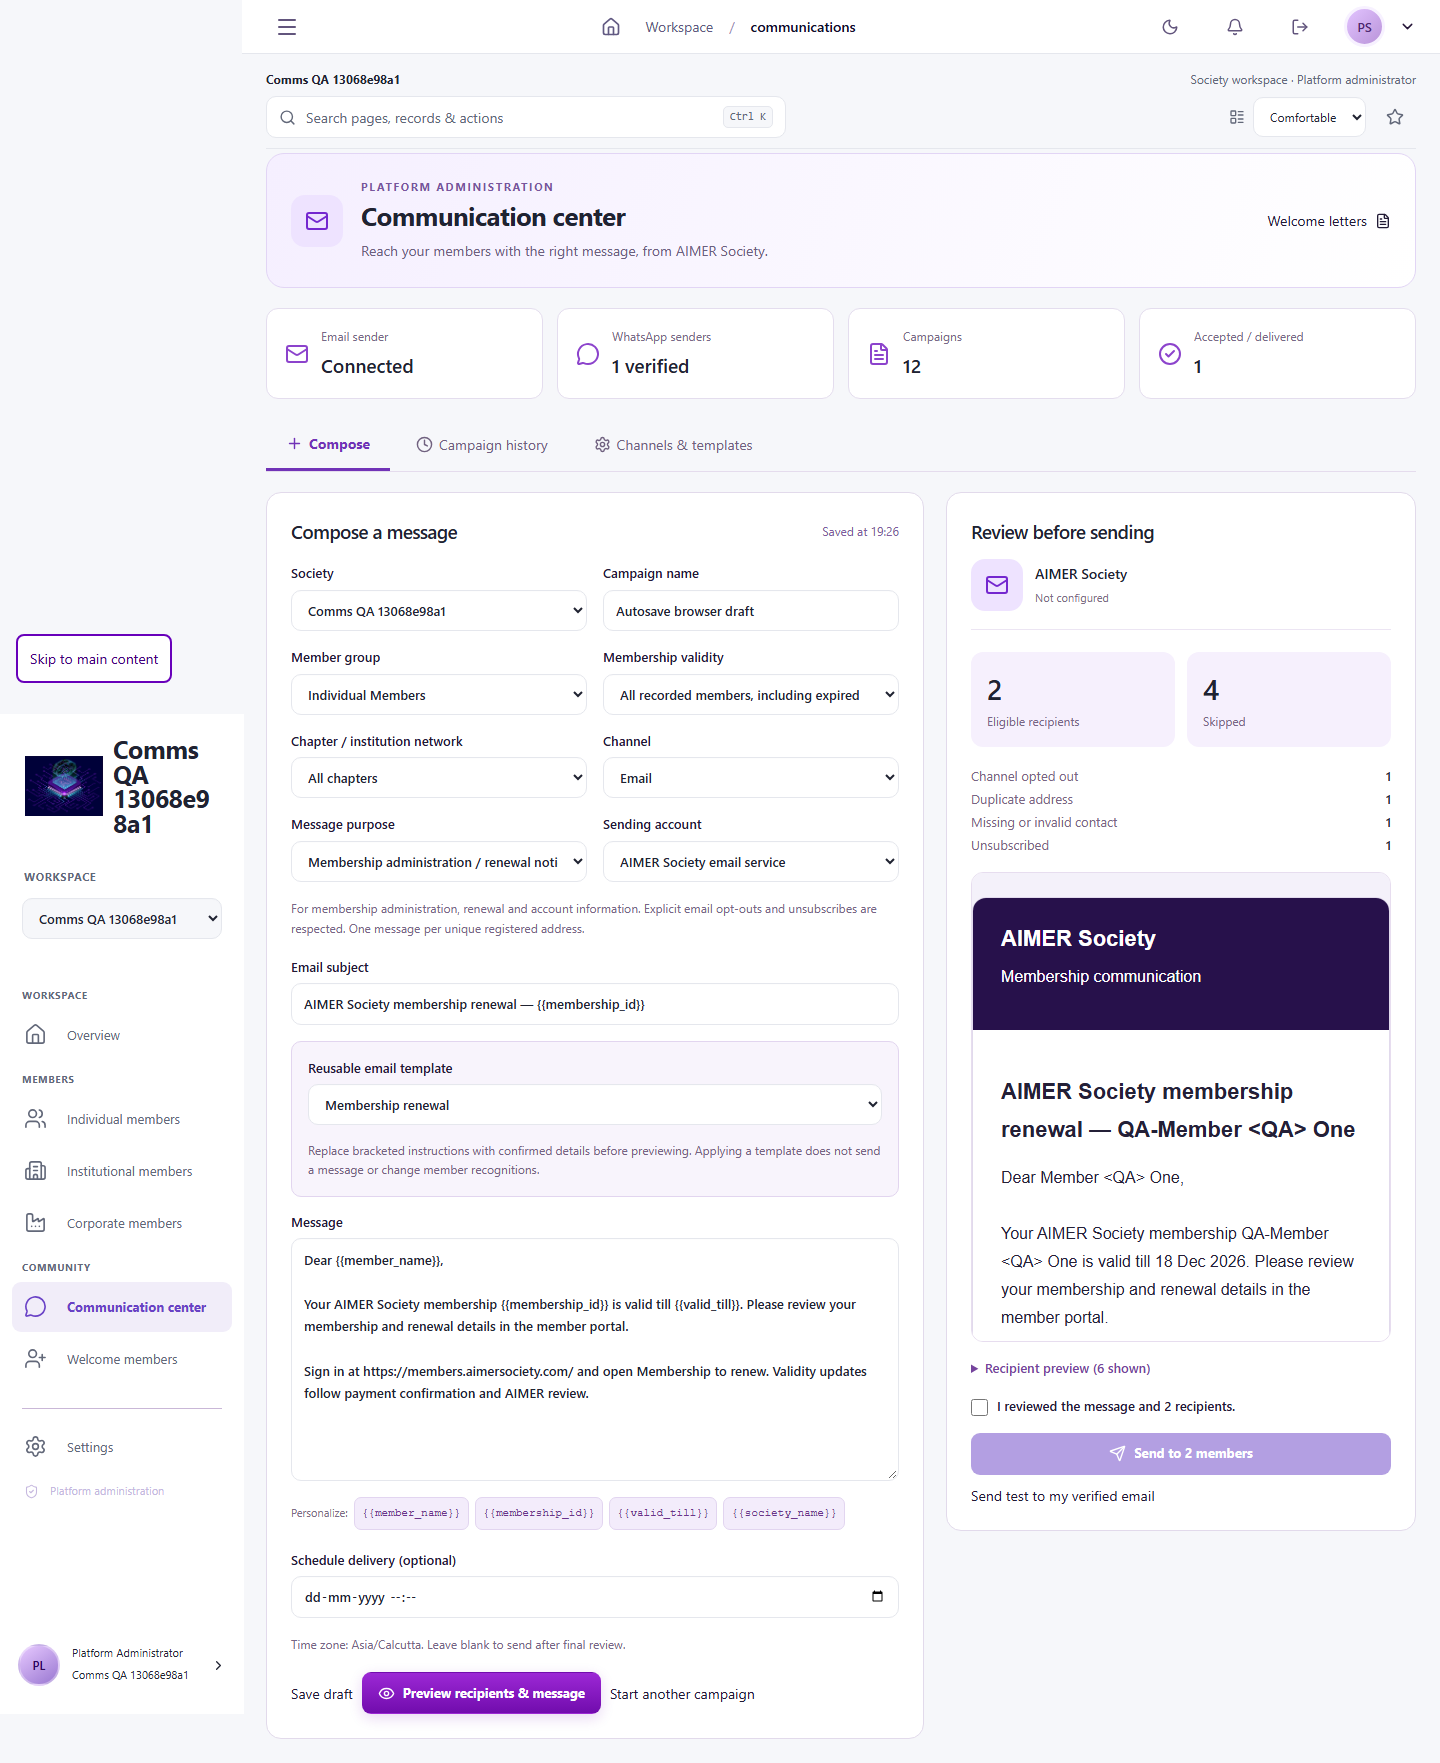 Workspace / communications
PS
Comms QA 13068e98a1
Society workspace · Platform administrator
Search pages, records & actions
Ctrl K
Comfortable
PLATFORM ADMINISTRATION
Communication center
Reach your members with the right message, from AIMER Society.
Welcome letters
Email sender
Connected
WhatsApp senders
1 verified
Campaigns
12
Accepted / delivered
1
Compose
Campaign history
Channels & templates
Skip to main content
Comms
QA
13068e9
8a1
WORKSPACE
Comms QA 13068e98a1
WORKSPACE
Overview
MEMBERS
Individual members
Institutional members
Corporate members
COMMUNITY
Communication center
Welcome members
Settings
Platform administration
PL
Platform Administrator
Comms QA 13068e98a1
Compose a message
Saved at 19:26
Society
Comms QA 13068e98a1
Campaign name
Autosave browser draft
Member group
Individual Members
Membership validity
All recorded members, including expired
Chapter / institution network
All chapters
Channel
Email
Message purpose
Membership administration / renewal noti
Sending account
AIMER Society email service
For membership administration, renewal and account information. Explicit email opt-outs and unsubscribes are
respected. One message per unique registered address.
Email subject
AIMER Society membership renewal — {{membership_id}}
Reusable email template
Membership renewal
Replace bracketed instructions with confirmed details before previewing. Applying a template does not send
a message or change member recognitions.
Message
Dear {{member_name}},
Your AIMER Society membership {{membership_id}} is valid till {{valid_till}}. Please review your
membership and renewal details in the member portal.
Sign in at https://members.aimersociety.com/ and open Membership to renew. Validity updates
follow payment confirmation and AIMER review.
Personalize: {{member_name}} {{membership_id}} {{valid_till}} {{society_name}}
Schedule delivery (optional)
dd-mm-yyyy --:--
Time zone: Asia/Calcutta. Leave blank to send after final review.
Save draft
Preview recipients & message
Start another campaign
Review before sending
AIMER Society
Not configured
2
Eligible recipients
4
Skipped
Channel opted out 1
Duplicate address 1
Missing or invalid contact 1
Unsubscribed 1
AIMER Society
Membership communication
AIMER Society membership
renewal — QA-Member <QA> One
Dear Member <QA> One,
Your AIMER Society membership QA-Member
<QA> One is valid till 18 Dec 2026. Please review
your membership and renewal details in the
member portal.
Recipient preview (6 shown)
I reviewed the message and 2 recipients.
Send to 2 members
Send test to my verified email